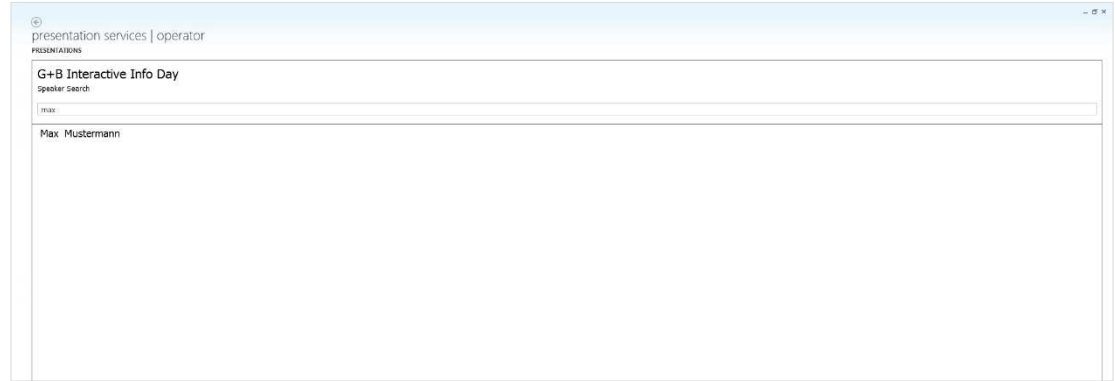 presentation services | operator
PRESENTATIONS
G+B Interactive Info Day
Speaker Search
max
Max Mustermann